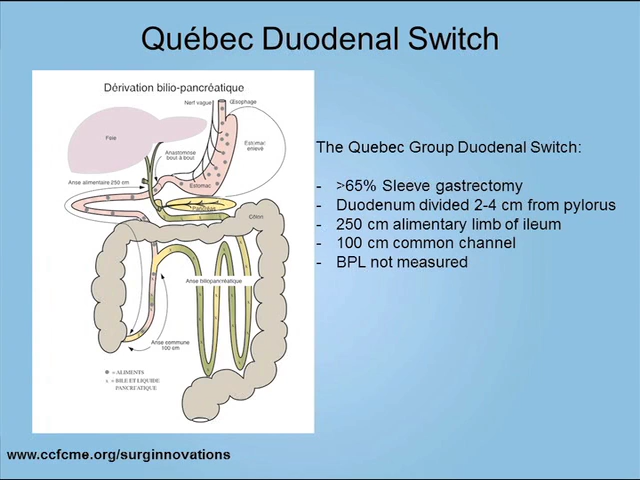 Québec Duodenal Switch
Dérivation bilio-pancréatique
Nerf vague
Œsophage
Foie
Anastomose
bout à bout
Estomac
enlevé
Anse alimentaire 250 cm
Estomac
Pancréas
Côlon
Anse biliopancréatique
Anse commune
100 cm
= ALIMENTS
= BILE ET LIQUIDE
PANCRÉATIQUE
The Quebec Group Duodenal Switch:
- >65% Sleeve gastrectomy
- Duodenum divided 2-4 cm from pylorus
- 250 cm alimentary limb of ileum
- 100 cm common channel
- BPL not measured
www.ccfcme.org/surginnovations